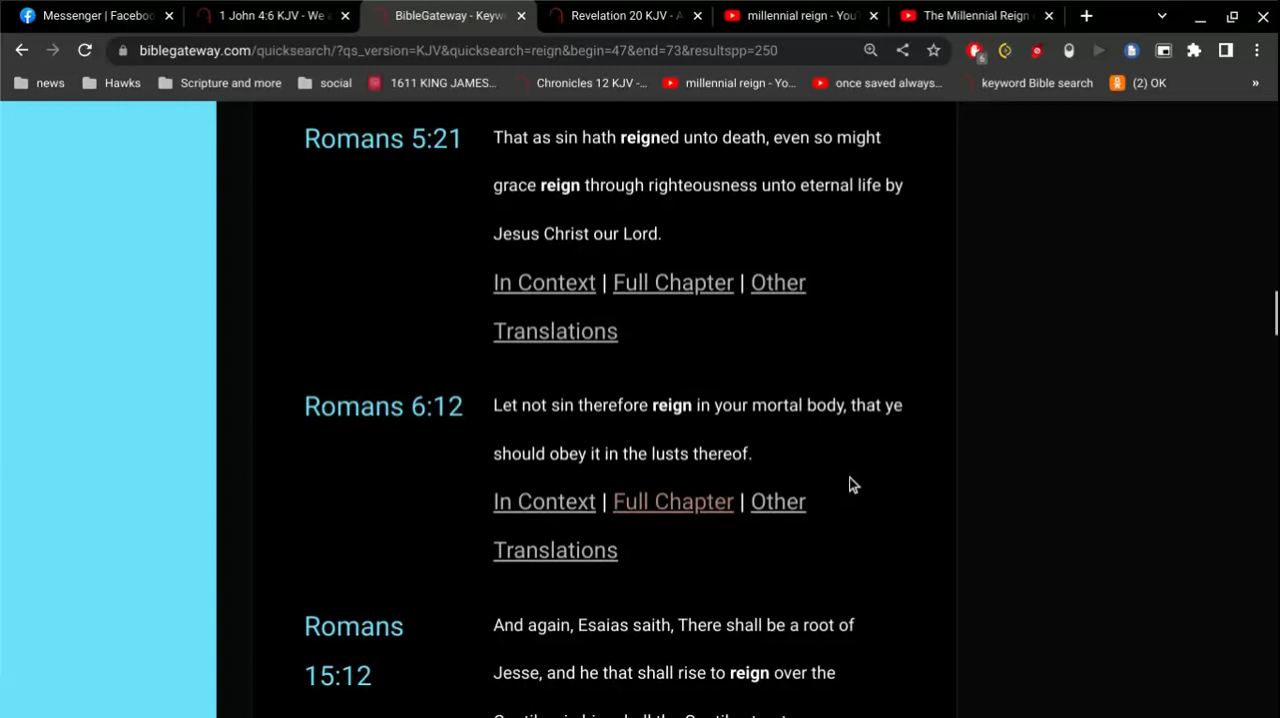 Messenger | Faceboo
1 John 4:6 KJV - We a
BibleGateway - Keyw
Revelation 20 KJV - A
millennial reign - YouT
The Millennial Reign o
biblegateway.com/quicksearch/?qs_version=KJV&quicksearch=reign&begin=47&end=73&resultspp=250
6
news
Hawks
Scripture and more
social
1611 KING JAMES...
Chronicles 12 KJV -...
millennial reign - Yo...
once saved always...
keyword Bible search
(2) OK
»
Romans 5:21
That as sin hath reigned unto death, even so might
grace reign through righteousness unto eternal life by
Jesus Christ our Lord.
In Context | Full Chapter | Other
Translations
Romans 6:12
Let not sin therefore reign in your mortal body, that ye
should obey it in the lusts thereof.
In Context | Full Chapter | Other
Translations
Romans
15:12
And again, Esaias saith, There shall be a root of
Jesse, and he that shall rise to reign over the